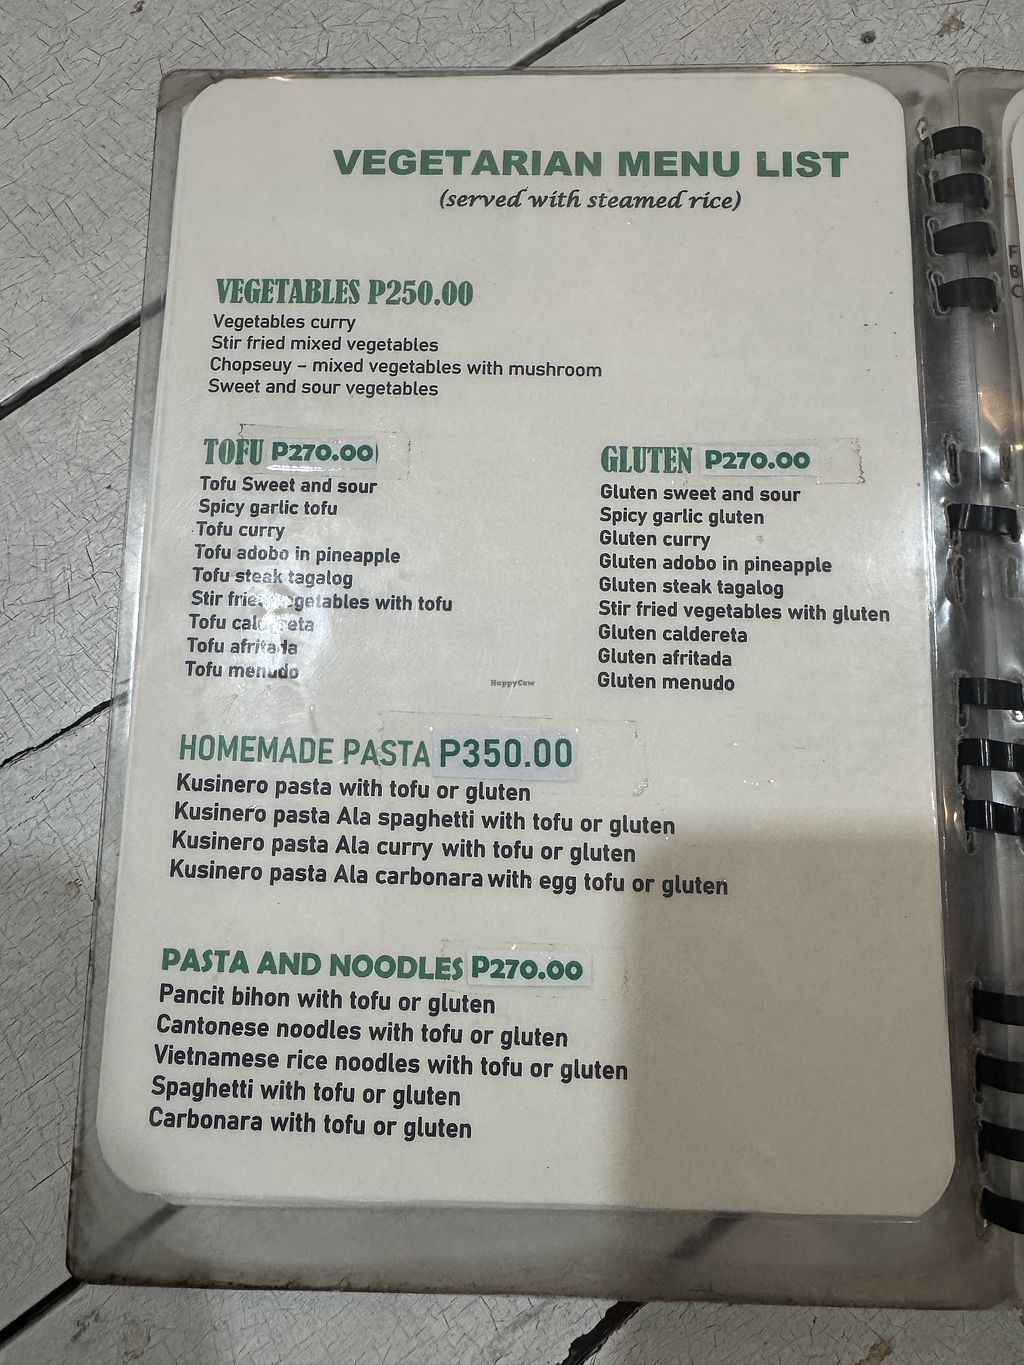 VEGETARIAN MENU LIST
(served with steamed rice)
VEGETABLES P250.00
Vegetables curry
Stir fried mixed vegetables
Chopseuy – mixed vegetables with mushroom
Sweet and sour vegetables
TOFU P270.00
Tofu Sweet and sour
Spicy garlic tofu
Tofu curry
Tofu adobo in pineapple
Tofu steak tagalog
Stir fried vegetables with tofu
Tofu caldereta
Tofu afritada
Tofu menudo
GLUTEN P270.00
Gluten sweet and sour
Spicy garlic gluten
Gluten curry
Gluten adobo in pineapple
Gluten steak tagalog
Stir fried vegetables with gluten
Gluten caldereta
Gluten afritada
Gluten menudo
HappyCow
HOMEMADE PASTA P350.00
Kusinero pasta with tofu or gluten
Kusinero pasta Ala spaghetti with tofu or gluten
Kusinero pasta Ala curry with tofu or gluten
Kusinero pasta Ala carbonara with egg tofu or gluten
PASTA AND NOODLES P270.00
Pancit bihon with tofu or gluten
Cantonese noodles with tofu or gluten
Vietnamese rice noodles with tofu or gluten
Spaghetti with tofu or gluten
Carbonara with tofu or gluten